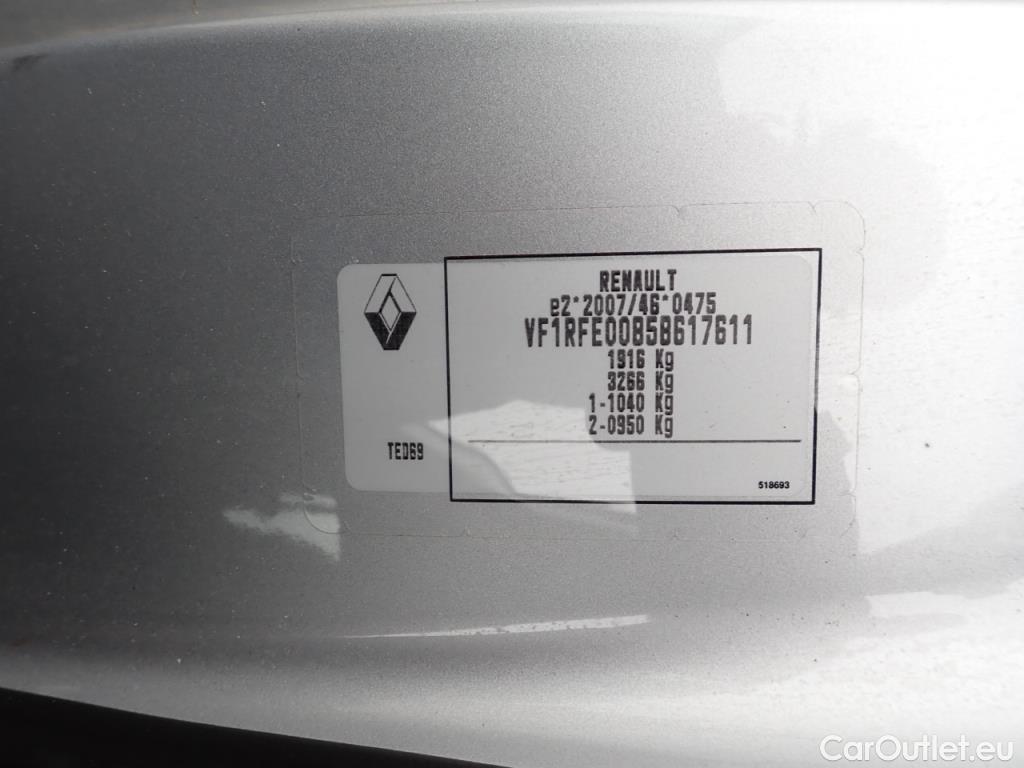 RENAULT
e2*2007/46*0475
VF1RFE00858617611
1916 Kg
3266 Kg
1-1040 Kg
2-0950 Kg
TED69
518693
CarOutlet.eu